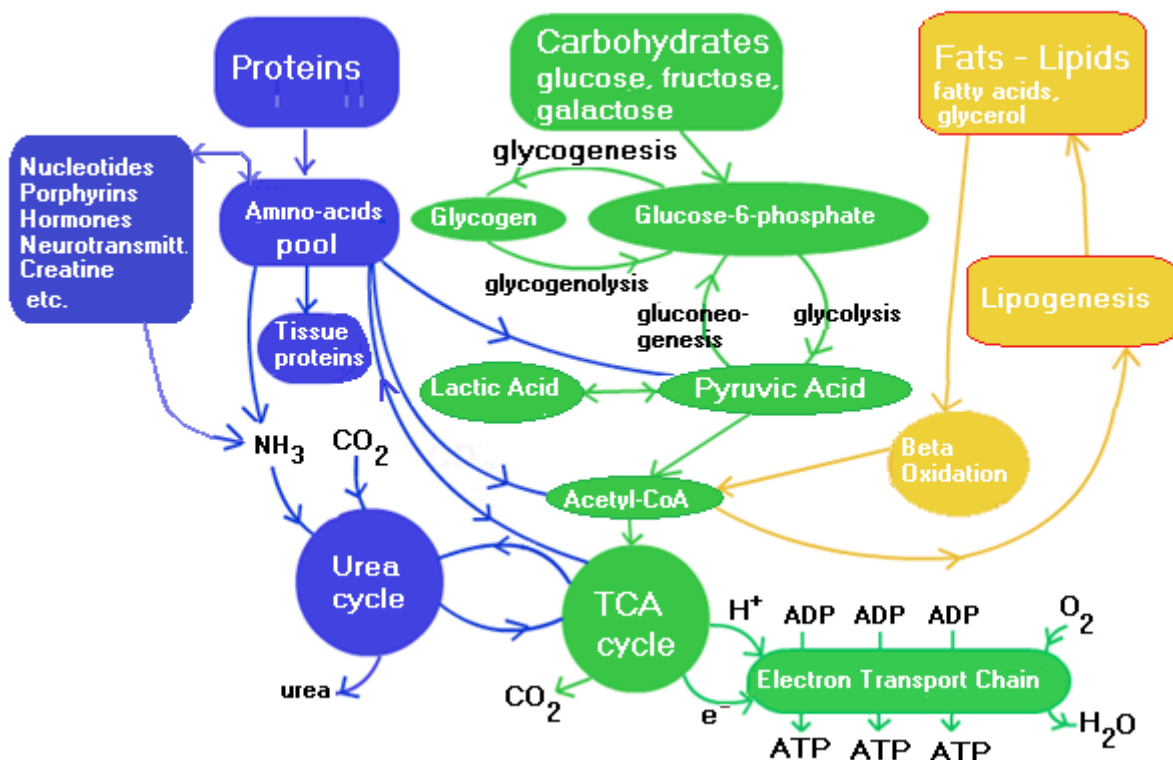 Proteins
Carbohydrates
glucose, fructose,
galactose
Fats - Lipids
fatty acids,
glycerol
Nucleotides
Porphyrins
Hormones
Neurotransmitt.
Creatine
etc.
Amino-acids
pool
glycogenesis
Glycogen
Glucose-6-phosphate
glycogenolysis
gluconeo-
genesis
glycolysis
Lipogenesis
Tissue
proteins
Lactic Acid
Pyruvic Acid
NH3
CO2
Beta
Oxidation
Acetyl-CoA
Urea
cycle
TCA
cycle
H+
ADP
ADP
ADP
O2
Electron Transport Chain
urea
CO2
e-
H2O
ATP
ATP
ATP